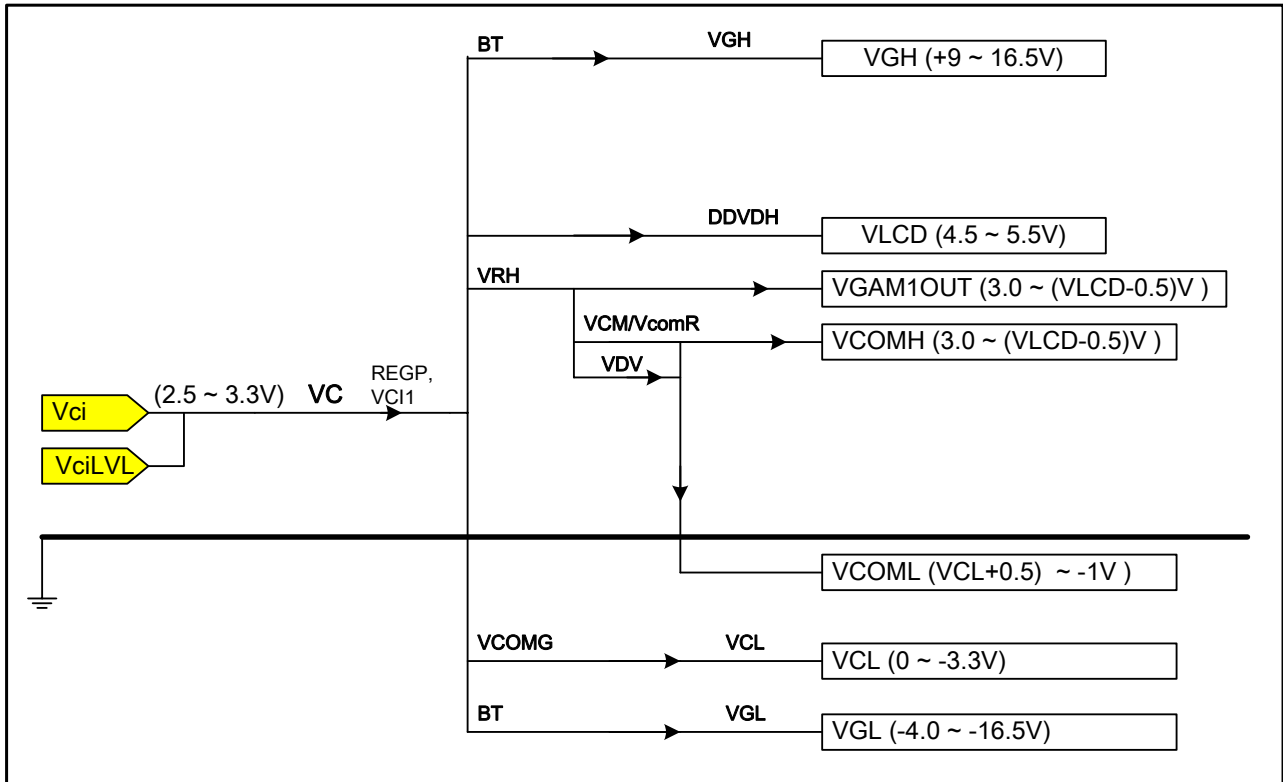 BT
VGH
VGH (+9 ~ 16.5V)
DDVDH
VLCD (4.5 ~ 5.5V)
VRH
VGAM1OUT (3.0 ~ (VLCD-0.5)V )
VCM/VcomR
VCOMH (3.0 ~ (VLCD-0.5)V )
VDV
Vci
(2.5 ~ 3.3V)
VC
REGP,
VCI1
VciLVL
VCOML (VCL+0.5) ~ -1V )
VCOMG
VCL
VCL (0 ~ -3.3V)
BT
VGL
VGL (-4.0 ~ -16.5V)